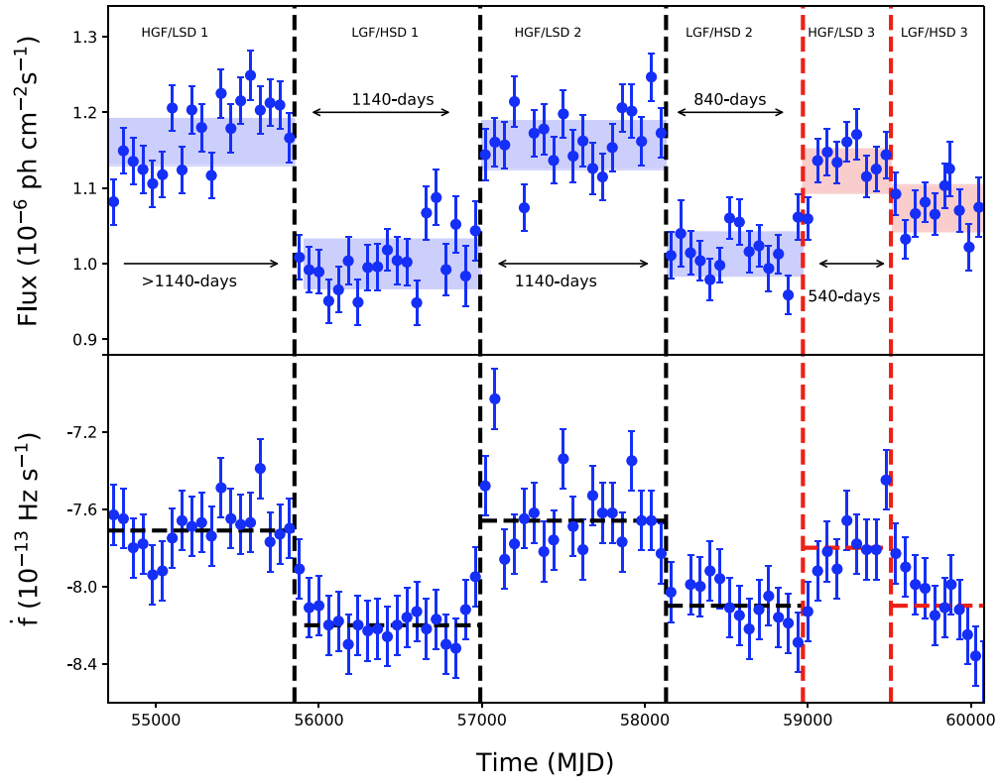 HGF/LSD 1 LGF/HSD 1 HGF/LSD 2 LGF/HSD 2 HGF/LSD 3 LGF/HSD 3
1.3
1.2
1.1
1.0
0.9
Flux (10⁻⁶ ph cm⁻²s⁻¹)
1140-days 840-days
>1140-days 1140-days 540-days
-7.2
-7.6
-8.0
-8.4
ḟ (10⁻¹³ Hz s⁻¹)
55000 56000 57000 58000 59000 60000
Time (MJD)